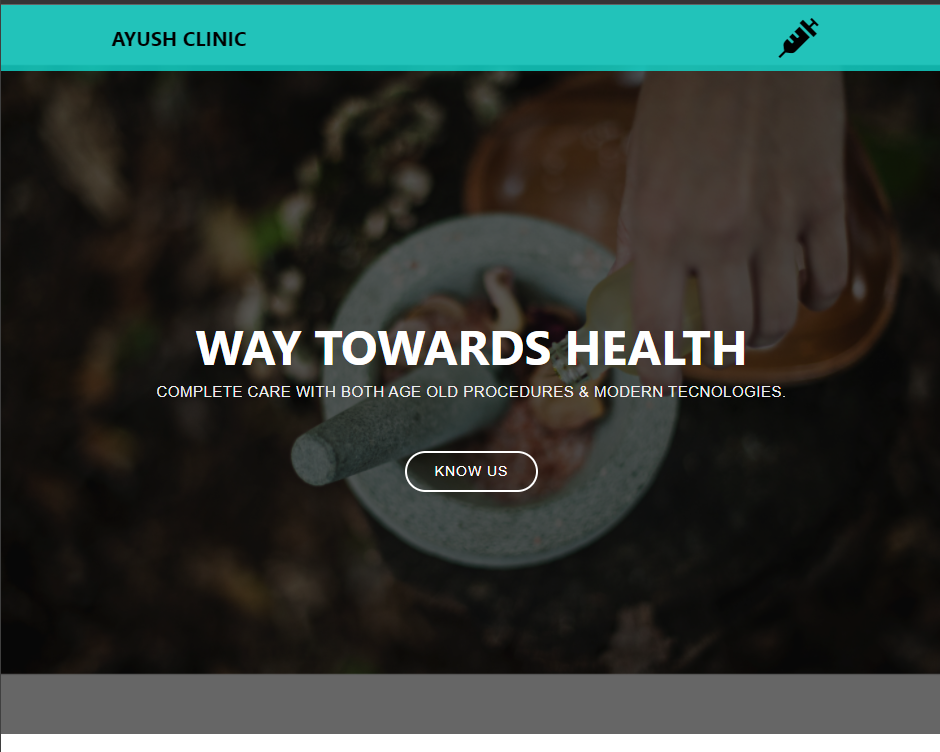 AYUSH CLINIC
WAY TOWARDS HEALTH
COMPLETE CARE WITH BOTH AGE OLD PROCEDURES & MODERN TECNOLOGIES.
KNOW US